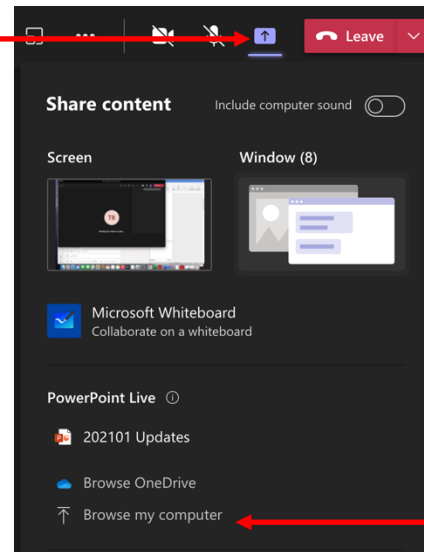 Leave
Share content
Include computer sound
Screen
Window (8)
TB
Microsoft Whiteboard
Collaborate on a whiteboard
PowerPoint Live
202101 Updates
Browse OneDrive
Browse my computer